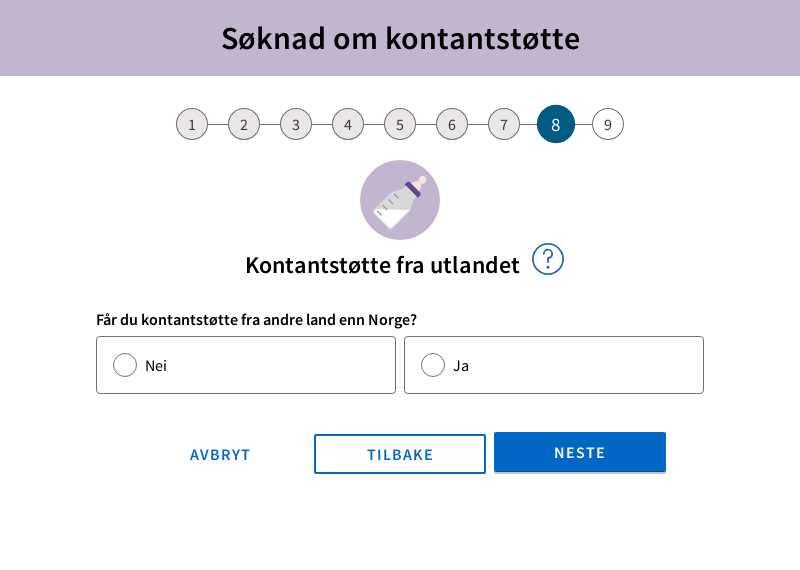 Søknad om kontantstøtte
1 2 3 4 5 6 7 8 9
Kontantstøtte fra utlandet ?
Får du kontantstøtte fra andre land enn Norge?
Nei Ja
AVBRYT TILBAKE NESTE